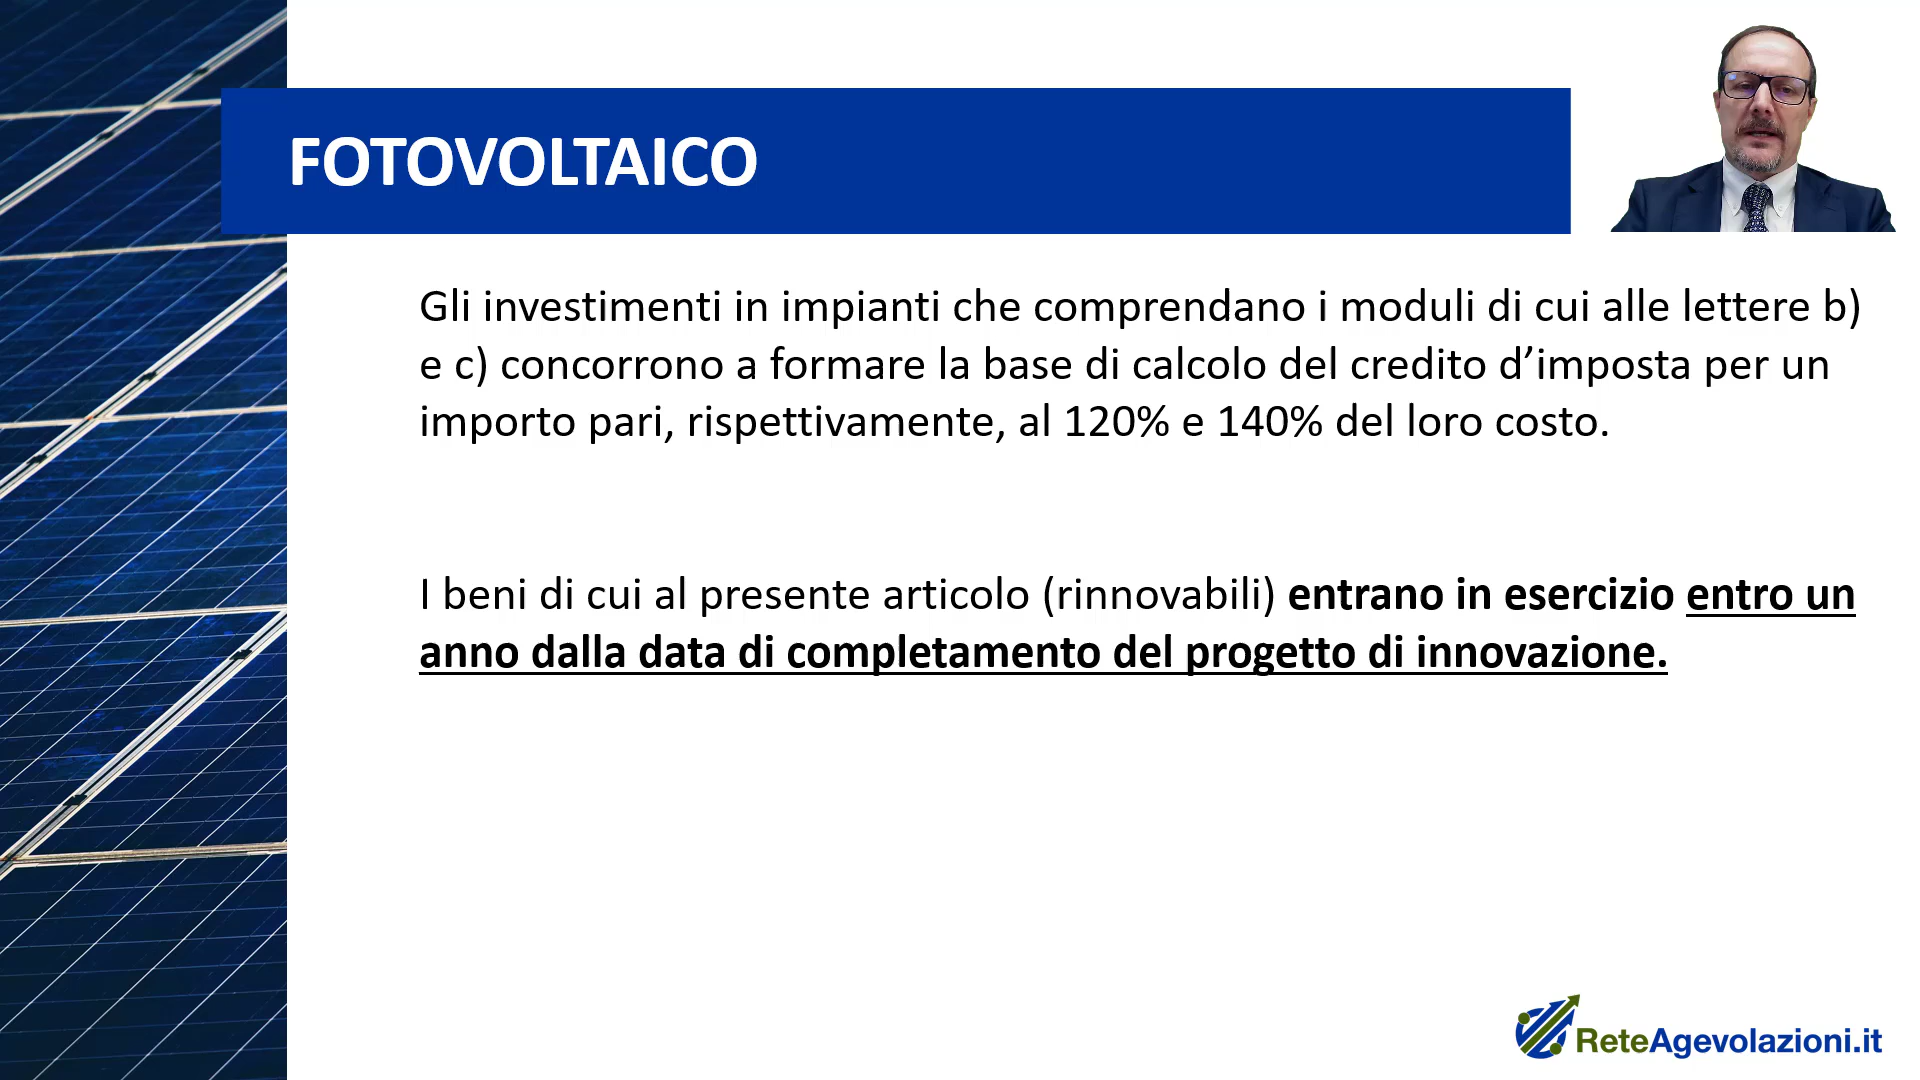 FOTOVOLTAICO
Gli investimenti in impianti che comprendano i moduli di cui alle lettere b)
e c) concorrono a formare la base di calcolo del credito d’imposta per un
importo pari, rispettivamente, al 120% e 140% del loro costo.
I beni di cui al presente articolo (rinnovabili) entrano in esercizio entro un
anno dalla data di completamento del progetto di innovazione.
ReteAgevolazioni.it